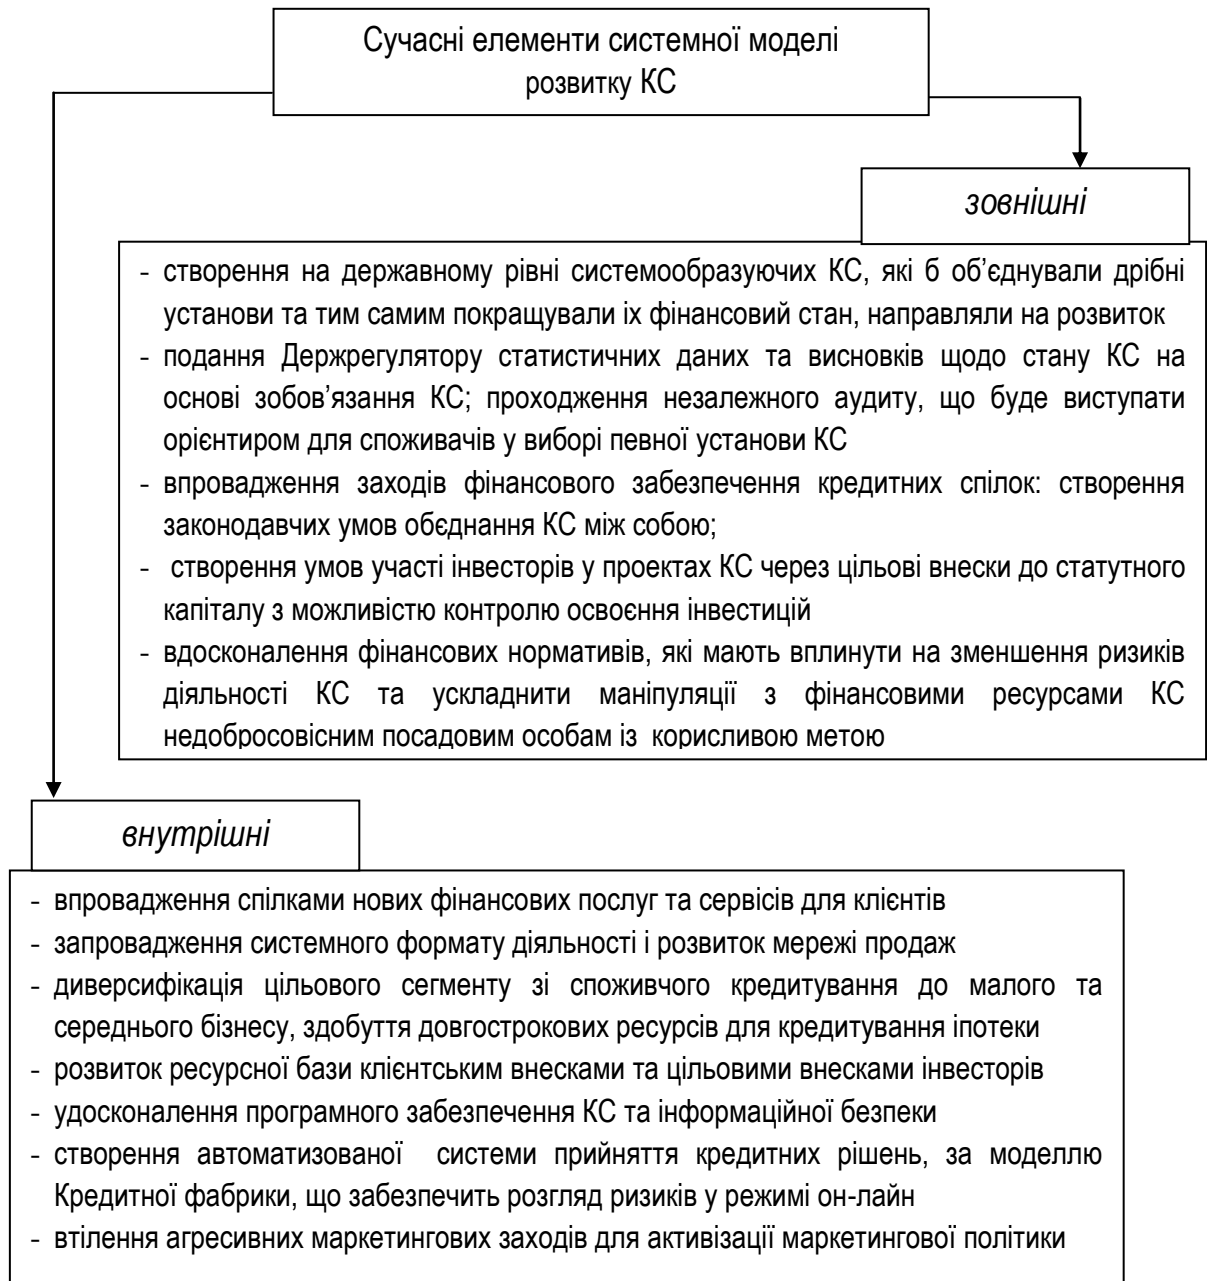 Сучасні елементи системної моделі
розвитку КС
зовнішні
- створення на державному рівні системообразуючих КС, які б об’єднували дрібні
установи та тим самим покращували їх фінансовий стан, направляли на розвиток
- подання Держрегулятору статистичних даних та висновків щодо стану КС на
основі зобов’язання КС; проходження незалежного аудиту, що буде виступати
орієнтиром для споживачів у виборі певної установи КС
- впровадження заходів фінансового забезпечення кредитних спілок: створення
законодавчих умов обєднання КС між собою;
- створення умов участі інвесторів у проектах КС через цільові внески до статутного
капіталу з можливістю контролю освоєння інвестицій
- вдосконалення фінансових нормативів, які мають вплинути на зменшення ризиків
діяльності КС та ускладнити маніпуляції з фінансовими ресурсами КС
недобросовісним посадовим особам із корисливою метою
внутрішні
- впровадження спілками нових фінансових послуг та сервісів для клієнтів
- запровадження системного формату діяльності і розвиток мережі продаж
- диверсифікація цільового сегменту зі споживчого кредитування до малого та
середнього бізнесу, здобуття довгострокових ресурсів для кредитування іпотеки
- розвиток ресурсної бази клієнтським внесками та цільовими внесками інвесторів
- удосконалення програмного забезпечення КС та інформаційної безпеки
- створення автоматизованої системи прийняття кредитних рішень, за моделлю
Кредитної фабрики, що забезпечить розгляд ризиків у режимі он-лайн
- втілення агресивних маркетингових заходів для активізації маркетингової політики